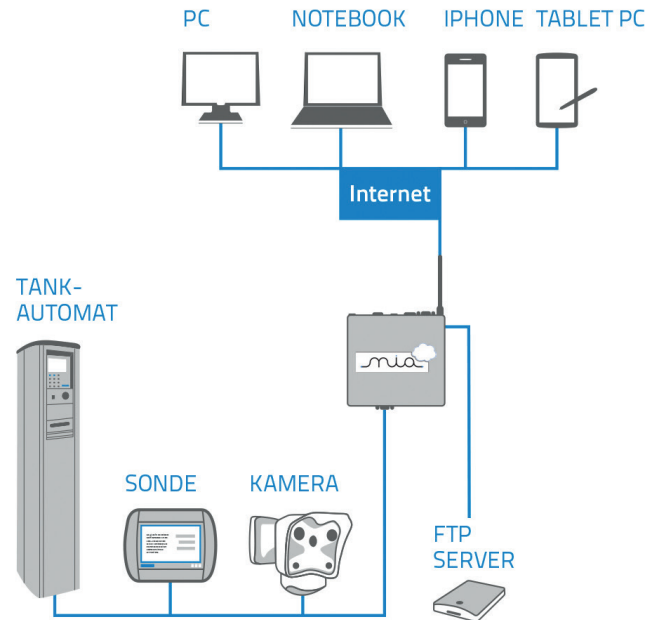 PC
NOTEBOOK
IPHONE
TABLET PC
Internet
TANK-
AUTOMAT
mia
SONDE
KAMERA
FTP
SERVER